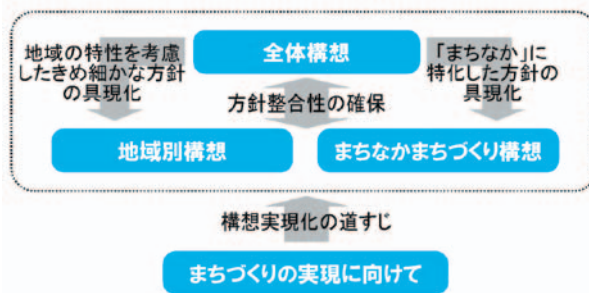 全体構想
地域の特性を考慮
したきめ細かな方針
の具現化
「まちなか」に
特化した方針の
具現化
方針整合性の確保
地域別構想
まちなかまちづくり構想
構想実現化の道すじ
まちづくりの実現に向けて